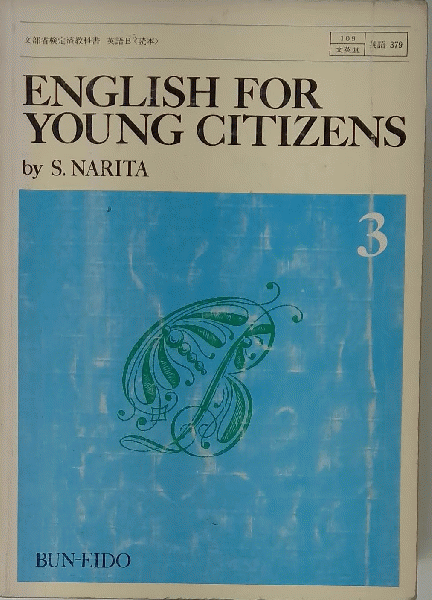 文部省検定済教科書 英語B〈読本〉
109
文英堂
英語 379
ENGLISH FOR
YOUNG CITIZENS
by S. NARITA
3
BUN-EIDO